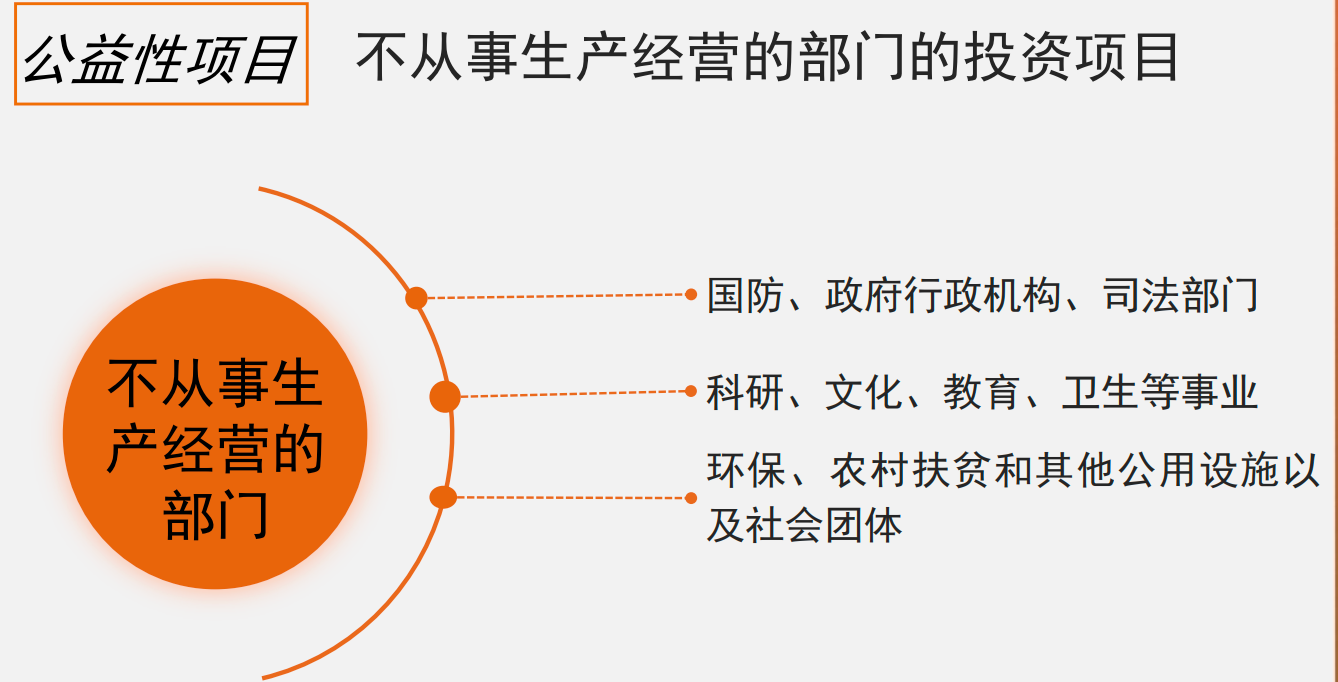 公益性项目
不从事生产经营的部门的投资项目
不从事生
产经营的
部门
国防、政府行政机构、司法部门
科研、文化、教育、卫生等事业
环保、农村扶贫和其他公用设施以
及社会团体